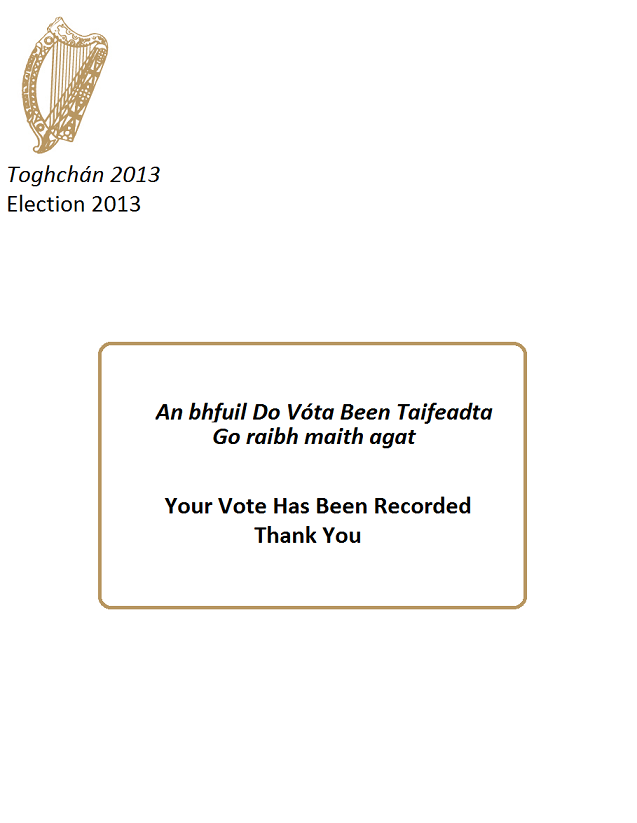 Toghchán 2013
Election 2013
An bhfuil Do Vóta Been Taifeadta
Go raibh maith agat
Your Vote Has Been Recorded
Thank You